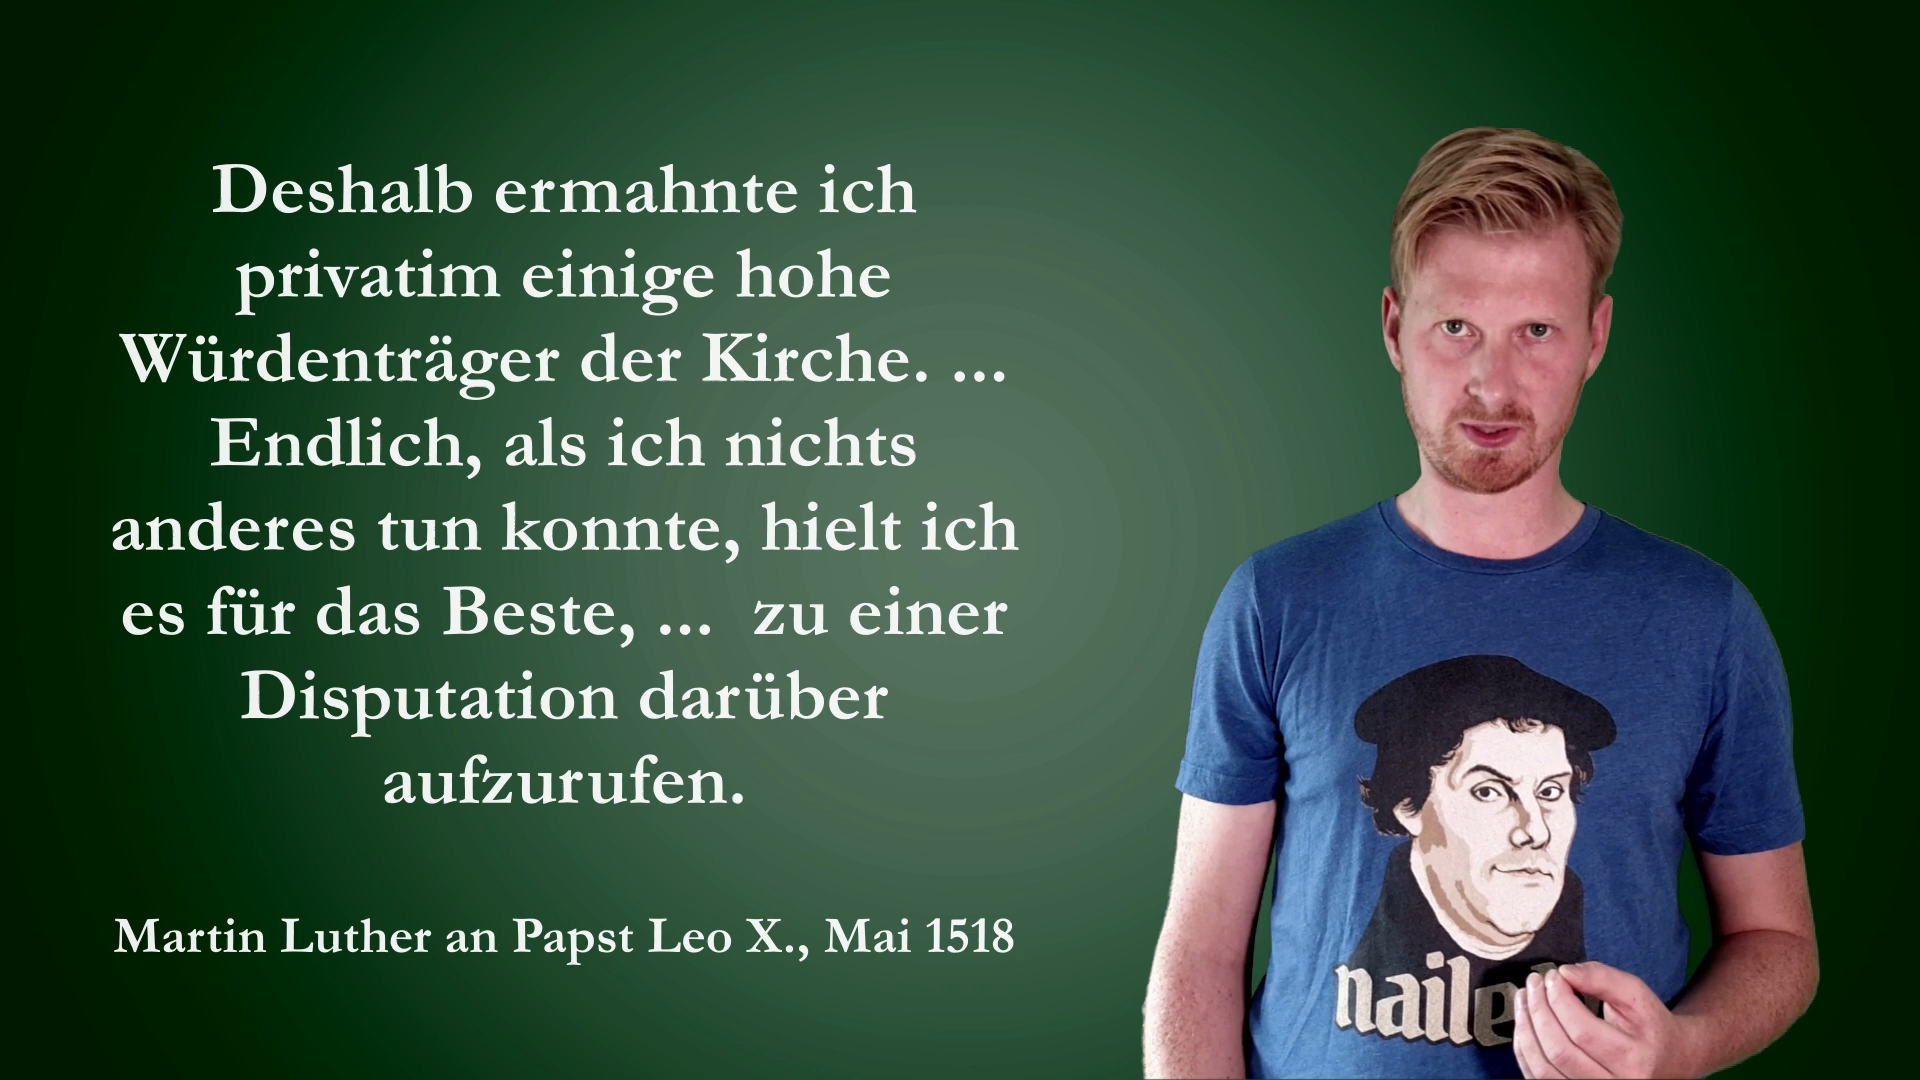 Deshalb ermahnte ich
privatim einige hohe
Würdenträger der Kirche. ...
Endlich, als ich nichts
anderes tun konnte, hielt ich
es für das Beste, ... zu einer
Disputation darüber
aufzurufen.
Martin Luther an Papst Leo X., Mai 1518